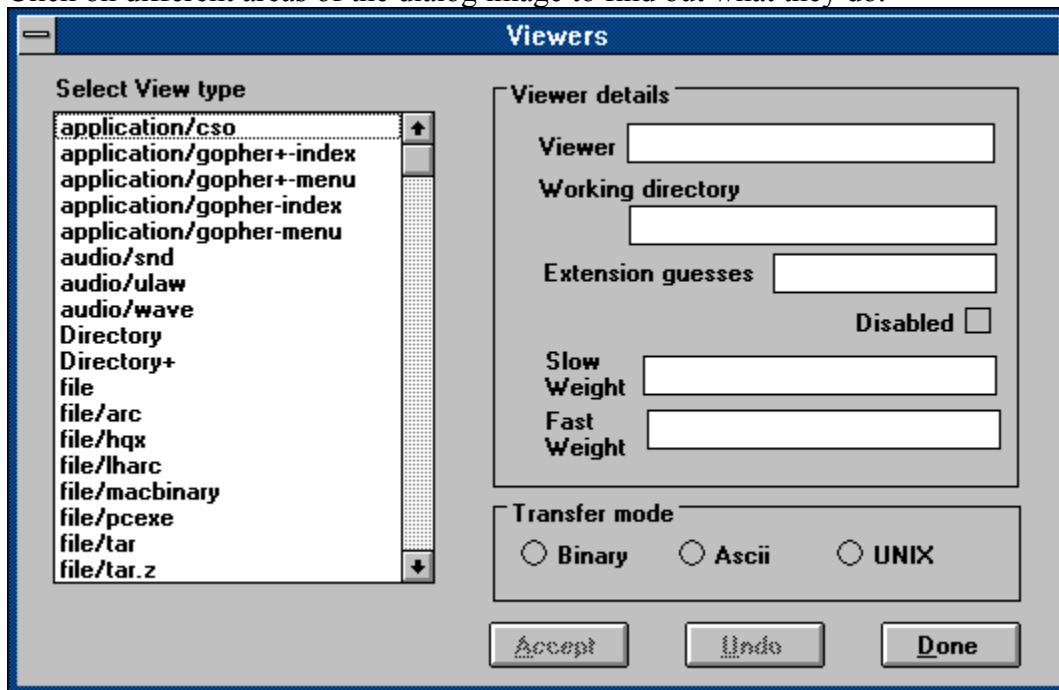 Click on different areas of the dialog image to find out what they do.
Viewers
Select View type
application/cso
application/gopher+-index
application/gopher+-menu
application/gopher-index
application/gopher-menu
audio/snd
audio/ulaw
audio/wave
Directory
Directory+
file
file/arc
file/hqx
file/lharc
file/macbinary
file/pcexe
file/tar
file/tar.z
Viewer details
Viewer
Working directory
Extension guesses
Disabled
Slow
Weight
Fast
Weight
Transfer mode
Binary Ascii UNIX
Accept Undo Done